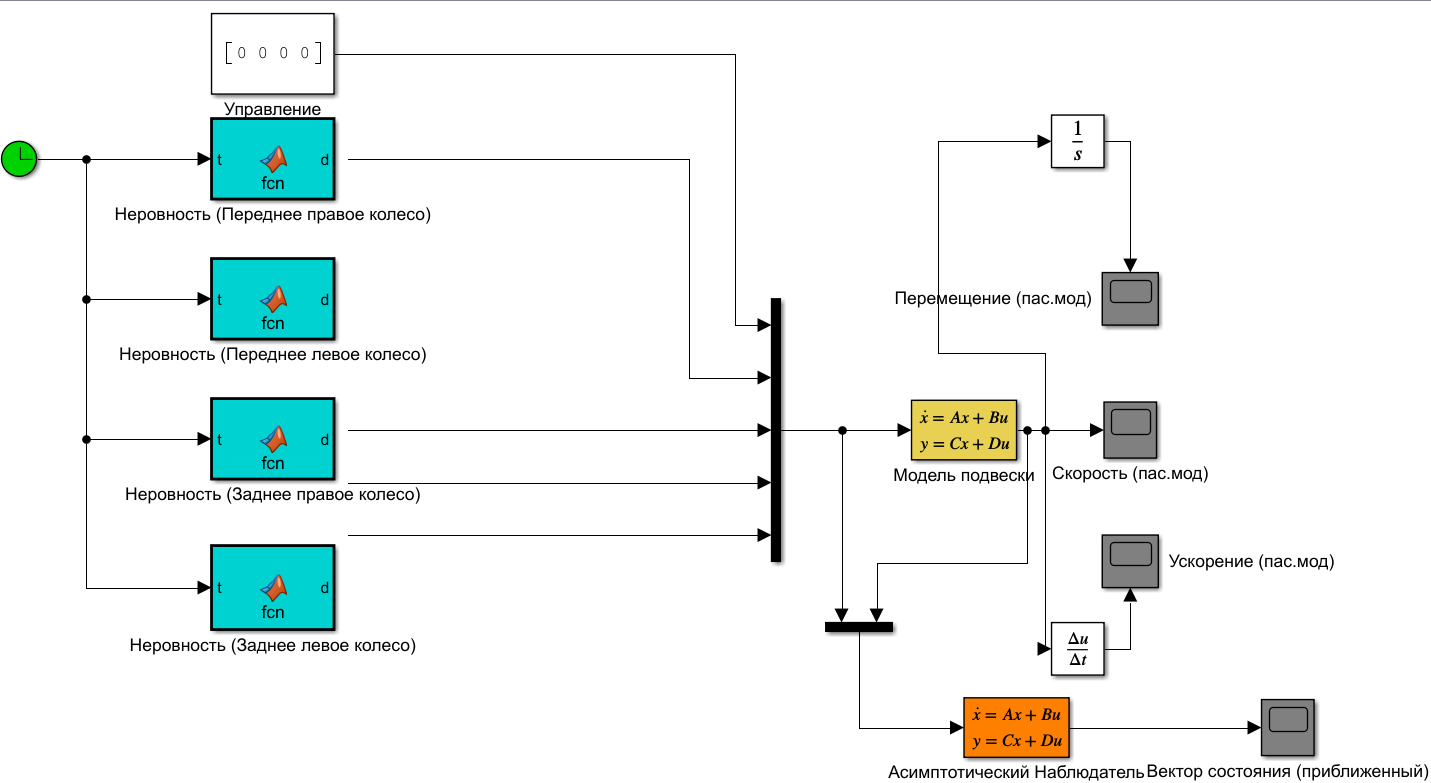 [ 0 0 0 0 ]
Управление
t
d
fcn
Неровность (Переднее правое колесо)
t
d
fcn
Неровность (Переднее левое колесо)
t
d
fcn
Неровность (Заднее правое колесо)
t
d
fcn
Неровность (Заднее левое колесо)
1
s
Перемещение (пас.мод)
ẋ = Ax + Bu
y = Cx + Du
Модель подвески
Скорость (пас.мод)
Ускорение (пас.мод)
Δu
Δt
ẋ = Ax + Bu
y = Cx + Du
Асимптотический Наблюдатель
Вектор состояния (приближенный)